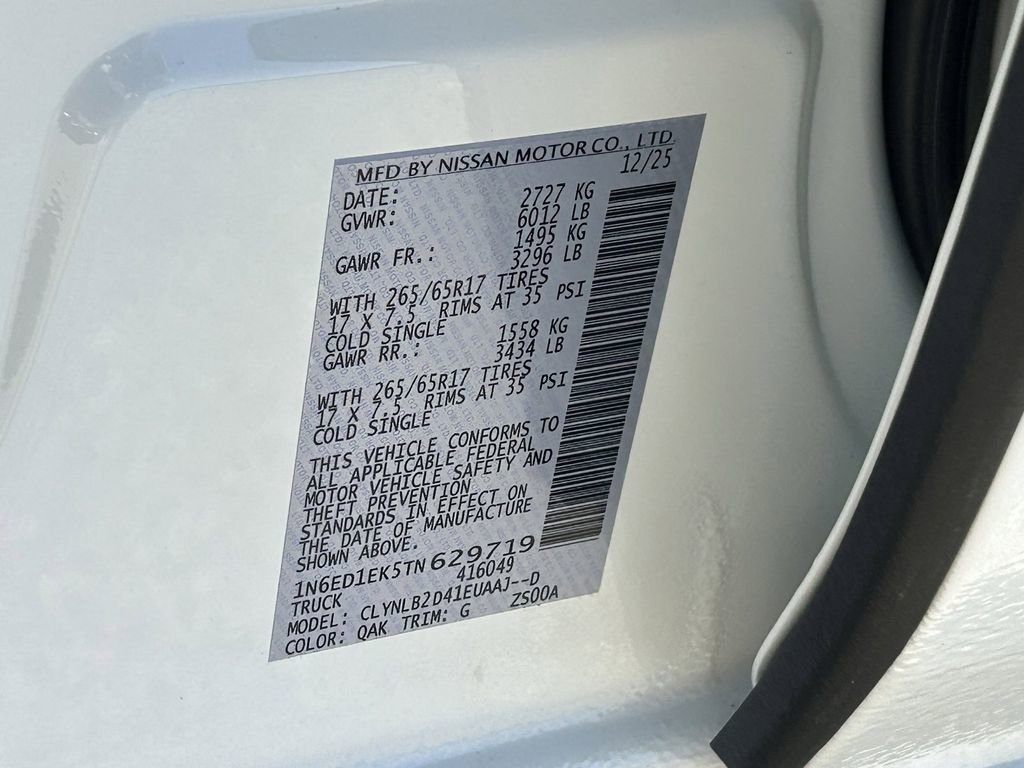 MFD BY NISSAN MOTOR CO., LTD.
DATE: 12/25
GVWR: 2727 KG
6012 LB
GAWR FR.: 1495 KG
3296 LB
WITH 265/65R17 TIRES
17 X 7.5 RIMS AT 35 PSI
COLD SINGLE
GAWR RR.: 1558 KG
3434 LB
WITH 265/65R17 TIRES
17 X 7.5 RIMS AT 35 PSI
COLD SINGLE
THIS VEHICLE CONFORMS TO
ALL APPLICABLE FEDERAL
MOTOR VEHICLE SAFETY AND
THEFT PREVENTION
STANDARDS IN EFFECT ON
THE DATE OF MANUFACTURE
SHOWN ABOVE.
1N6ED1EK5TN629719
TRUCK 416049
MODEL: CLYNLB2D41EUAAJ--D
COLOR: QAK TRIM: G ZS00A